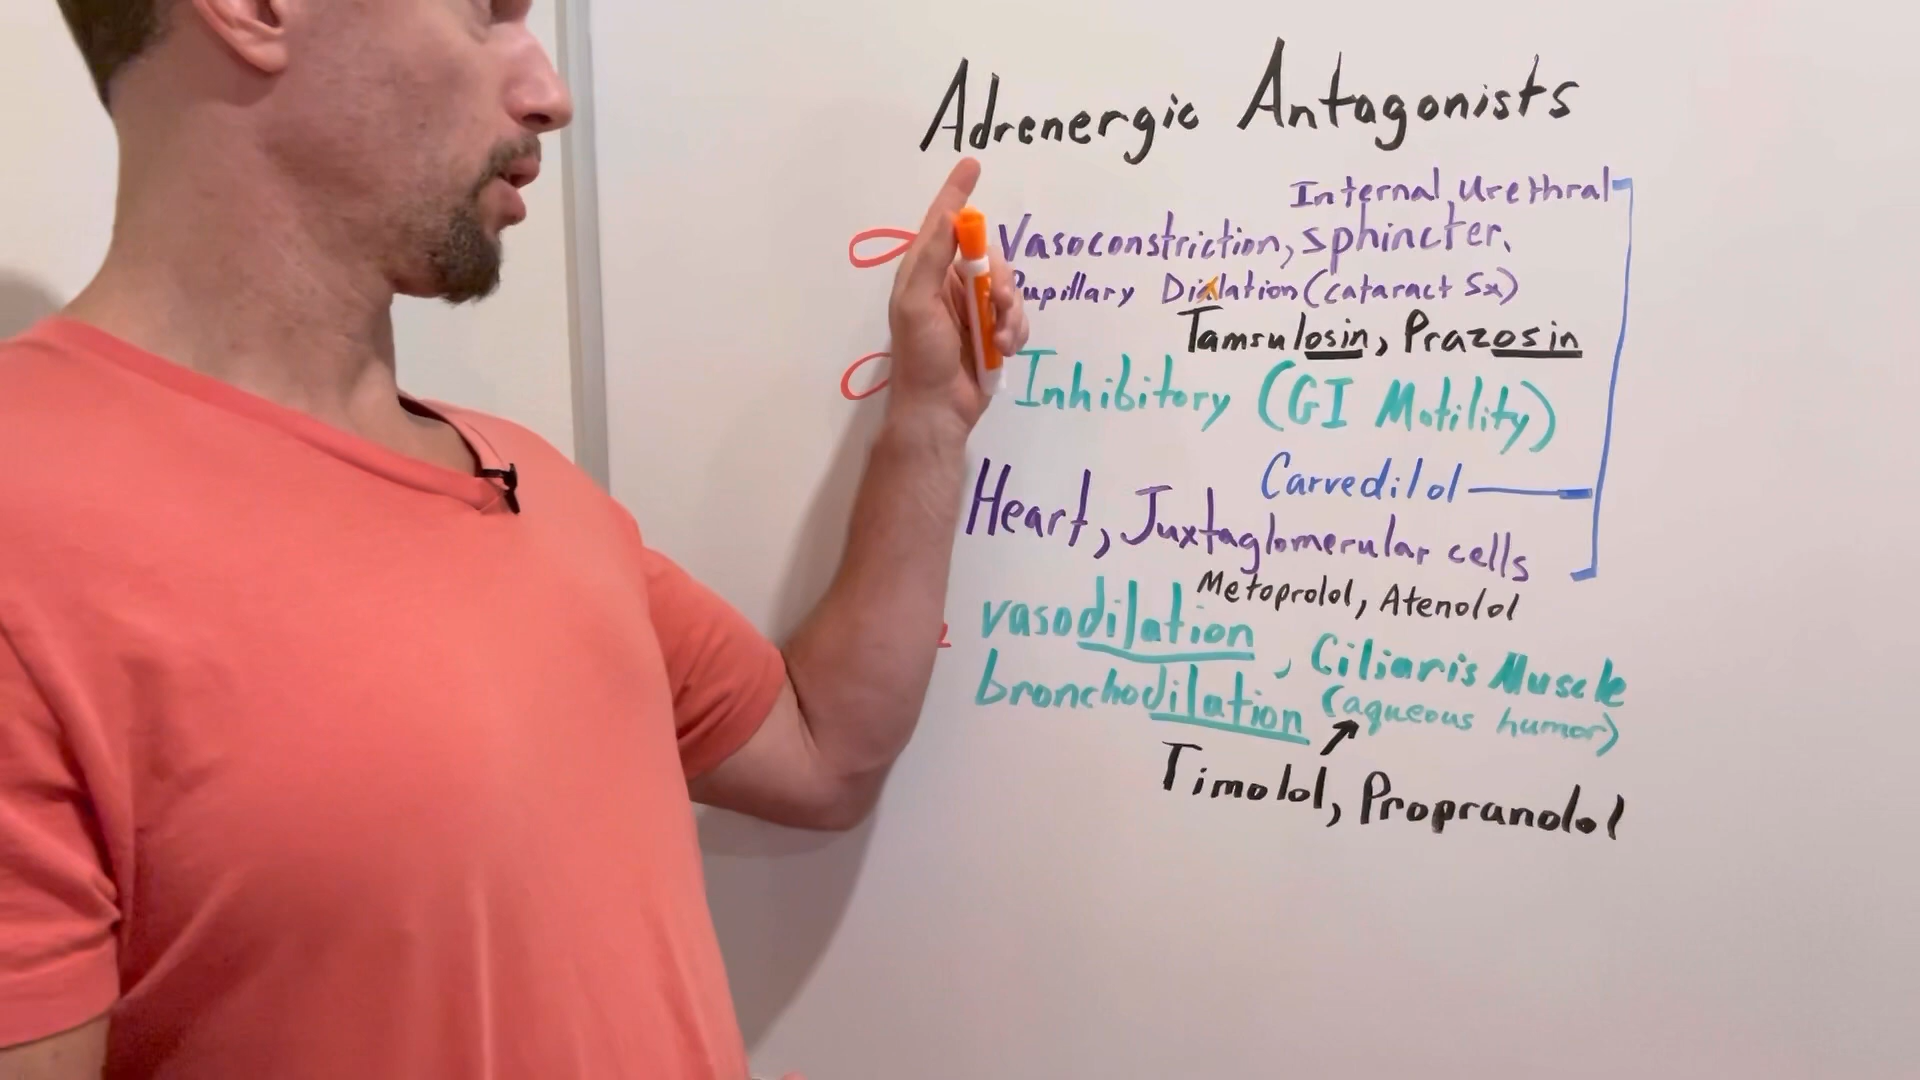 Adrenergic Antagonists
Internal Urethral
Vasoconstriction, sphincter,
Pupillary Dialation (cataract Sx)
Tamsulosin, Prazosin
Inhibitory (GI Motility)
Carvedilol
Heart, Juxtaglomerular cells
Metoprolol, Atenolol
vasodilation
, Ciliaris Muscle
bronchodilation (aqueous humor)
Timolol, Propranolol